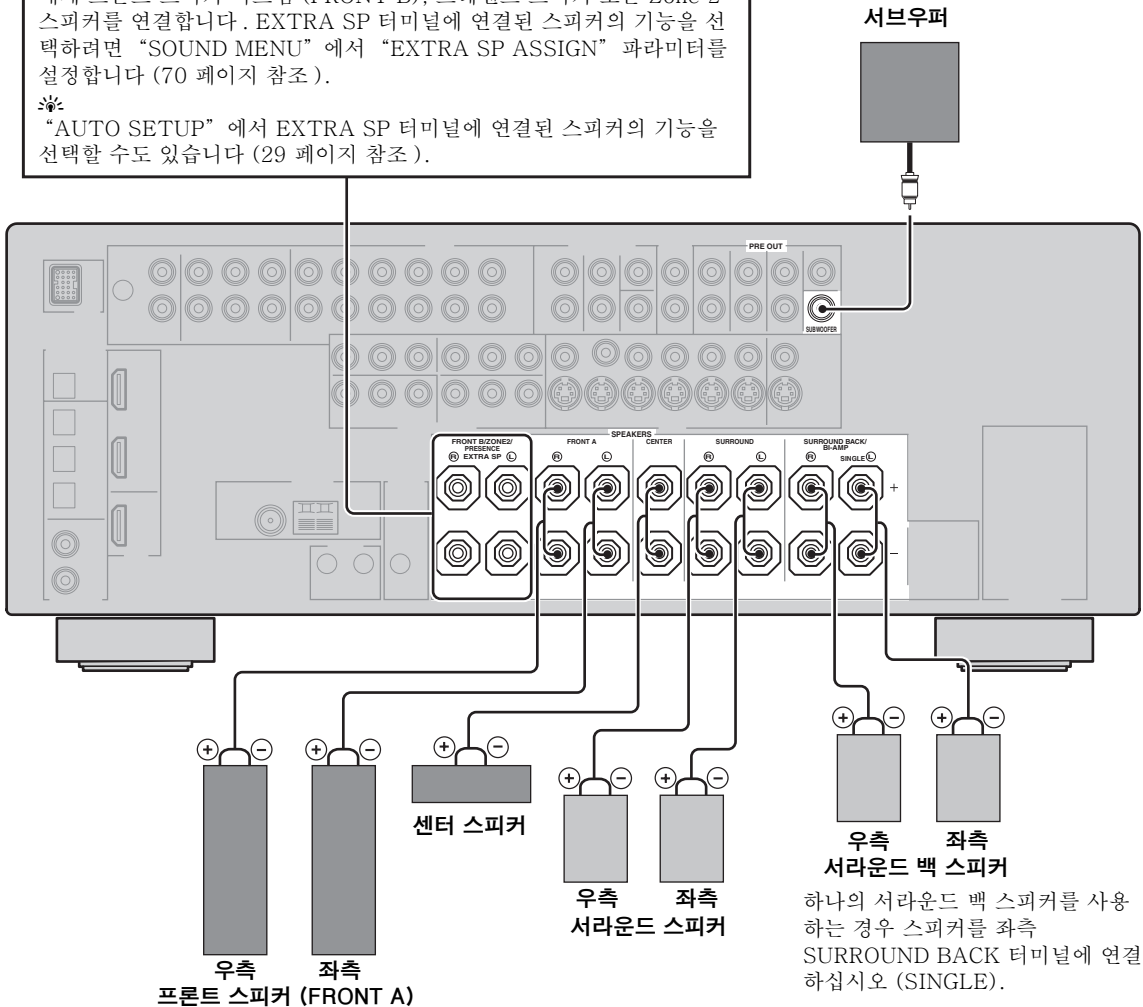 스피커를 연결합니다. EXTRA SP 터미널에 연결된 스피커의 기능을 선
택하려면 “SOUND MENU”에서 “EXTRA SP ASSIGN” 파라미터를
설정합니다 (70 페이지 참조).
“AUTO SETUP”에서 EXTRA SP 터미널에 연결된 스피커의 기능을
선택할 수도 있습니다 (29 페이지 참조).
서브우퍼
PRE OUT
SUBWOOFER
SPEAKERS
FRONT B/ZONE2/
PRESENCE
R EXTRA SP L
FRONT A
R L
CENTER
SURROUND
R L
SURROUND BACK/
BI-AMP
R SINGLE L
+
–
+ –
+ –
+ –
+ –
+ –
+ –
+ –
센터 스피커
우측 좌측
서라운드 스피커
우측 좌측
서라운드 백 스피커
하나의 서라운드 백 스피커를 사용
하는 경우 스피커를 좌측
SURROUND BACK 터미널에 연결
하십시오 (SINGLE).
우측 좌측
프론트 스피커 (FRONT A)